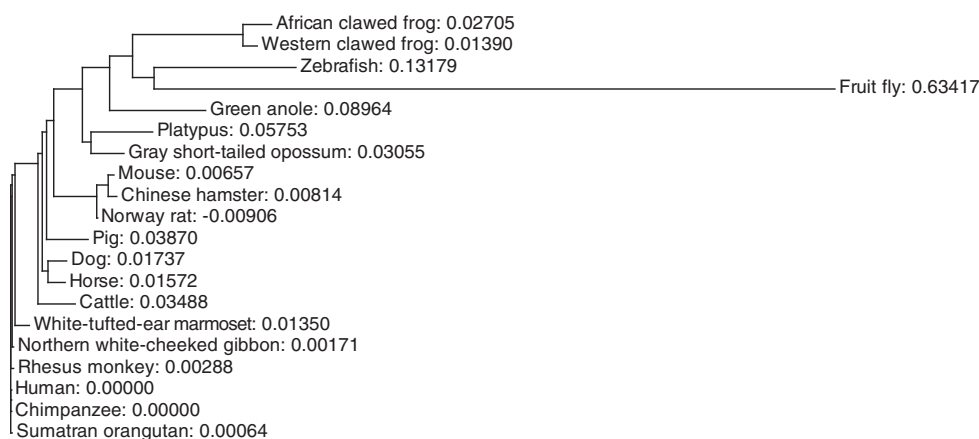 African clawed frog: 0.02705
Western clawed frog: 0.01390
Zebrafish: 0.13179
Fruit fly: 0.63417
Green anole: 0.08964
Platypus: 0.05753
Gray short-tailed opossum: 0.03055
Mouse: 0.00657
Chinese hamster: 0.00814
Norway rat: -0.00906
Pig: 0.03870
Dog: 0.01737
Horse: 0.01572
Cattle: 0.03488
White-tufted-ear marmoset: 0.01350
Northern white-cheeked gibbon: 0.00171
Rhesus monkey: 0.00288
Human: 0.00000
Chimpanzee: 0.00000
Sumatran orangutan: 0.00064